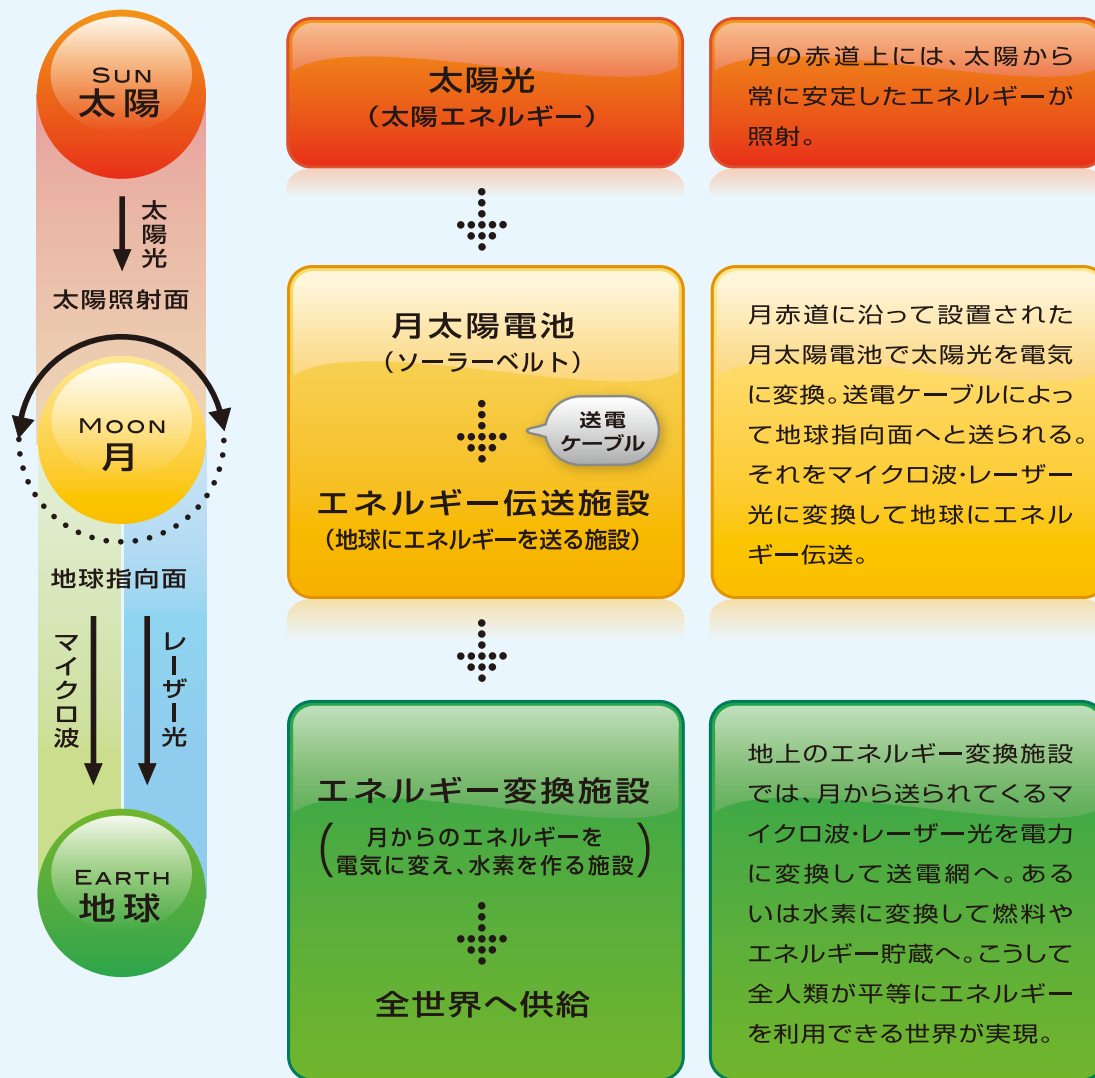 SUN
太陽
太陽光
太陽照射面
MOON
月
地球指向面
マイクロ波
レーザー光
EARTH
地球
太陽光
(太陽エネルギー)
月の赤道上には、太陽から
常に安定したエネルギーが
照射。
月太陽電池
(ソーラーベルト)
送電
ケーブル
エネルギー伝送施設
(地球にエネルギーを送る施設)
月赤道に沿って設置された
月太陽電池で太陽光を電気
に変換。送電ケーブルによっ
て地球指向面へと送られる。
それをマイクロ波・レーザー
光に変換して地球にエネル
ギー伝送。
エネルギー変換施設
(月からのエネルギーを
電気に変え、水素を作る施設)
全世界へ供給
地上のエネルギー変換施設
では、月から送られてくるマ
イクロ波・レーザー光を電力
に変換して送電網へ。ある
いは水素に変換して燃料や
エネルギー貯蔵へ。こうして
全人類が平等にエネルギー
を利用できる世界が実現。